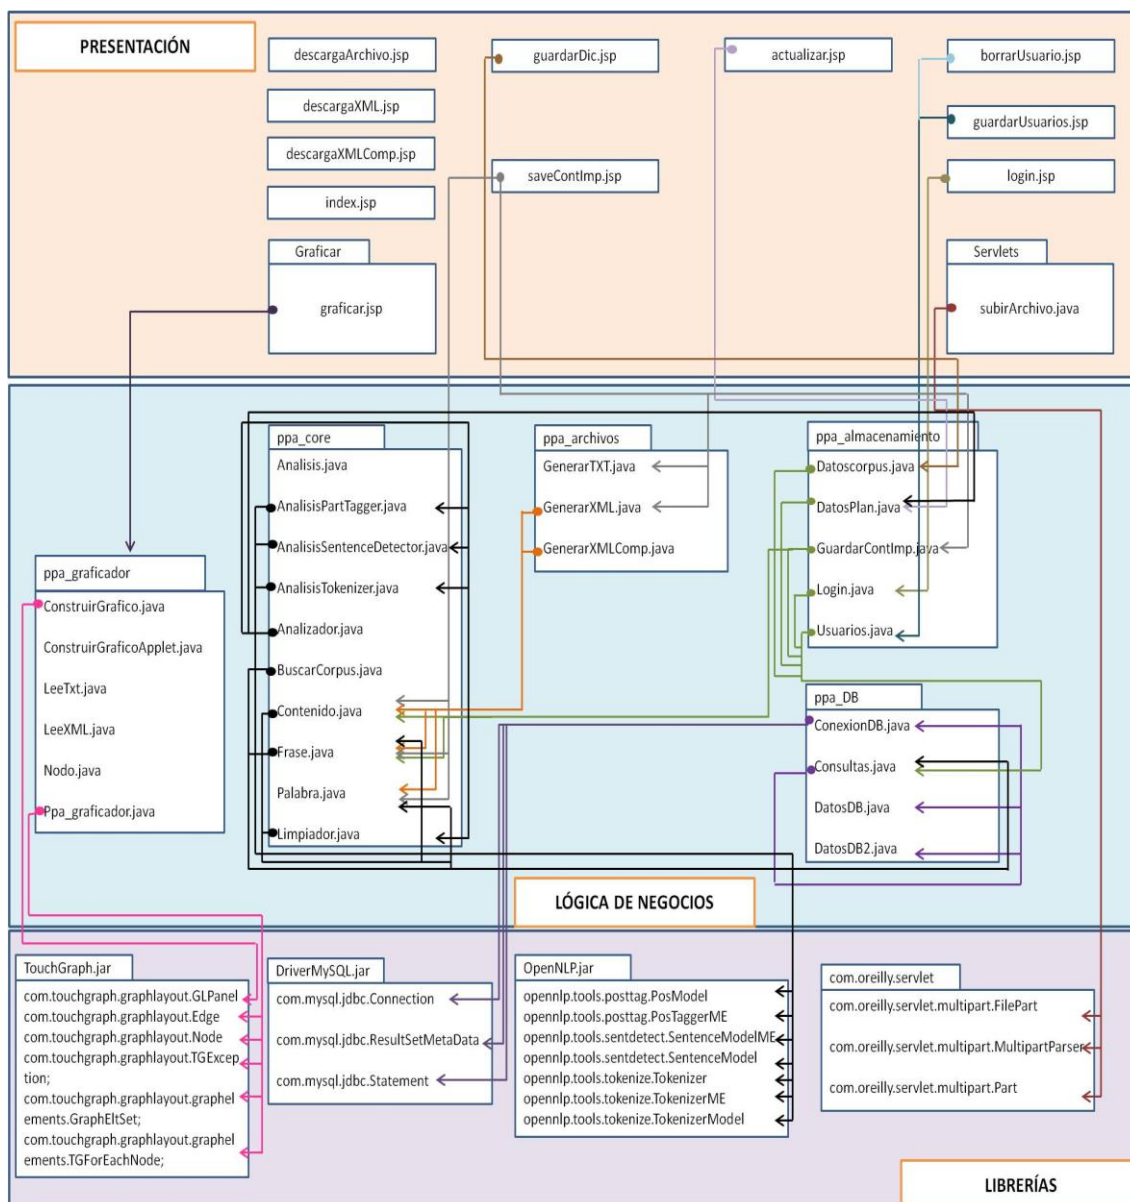 PRESENTACIÓN
descargaArchivo.jsp
guardarDic.jsp
actualizar.jsp
borrarUsuario.jsp
descargaXML.jsp
guardarUsuarios.jsp
descargaXMLComp.jsp
saveContImp.jsp
login.jsp
index.jsp
Graficar
graficar.jsp
Servlets
subirArchivo.java
ppa_core
Analisis.java
AnalisisPartTagger.java
AnalisisSentenceDetector.java
AnalisisTokenizer.java
Analizador.java
BuscarCorpus.java
Contenido.java
Frase.java
Palabra.java
Limpiador.java
ppa_archivos
GenerarTXT.java
GenerarXML.java
GenerarXMLComp.java
ppa_almacenamiento
Datoscorpus.java
DatosPlan.java
GuardarContImp.java
Login.java
Usuarios.java
ppa_graficador
ConstruirGrafico.java
ConstruirGraficoApplet.java
LeeTxt.java
LeeXML.java
Nodo.java
Ppa_graficador.java
ppa_DB
ConexionDB.java
Consultas.java
DatosDB.java
DatosDB2.java
LÓGICA DE NEGOCIOS
TouchGraph.jar
com.touchgraph.graphlayout.GLPanel
com.touchgraph.graphlayout.Edge
com.touchgraph.graphlayout.Node
com.touchgraph.graphlayout.TGExcep
tion;
com.touchgraph.graphlayout.graphel
ements.GraphEltSet;
com.touchgraph.graphlayout.graphel
ements.TGForEachNode;
DriverMySQL.jar
com.mysql.jdbc.Connection
com.mysql.jdbc.ResultSetMetaData
com.mysql.jdbc.Statement
OpenNLP.jar
opennlp.tools.posttag.PosModel
opennlp.tools.posttag.PosTaggerME
opennlp.tools.sentdetect.SentenceModelME
opennlp.tools.sentdetect.SentenceModel
opennlp.tools.tokenize.Tokenizer
opennlp.tools.tokenize.TokenizerME
opennlp.tools.tokenize.TokenizerModel
com.oreilly.servlet
com.oreilly.servlet.multipart.FilePart
com.oreilly.servlet.multipart.MultipartParser
com.oreilly.servlet.multipart.Part
LIBRERÍAS